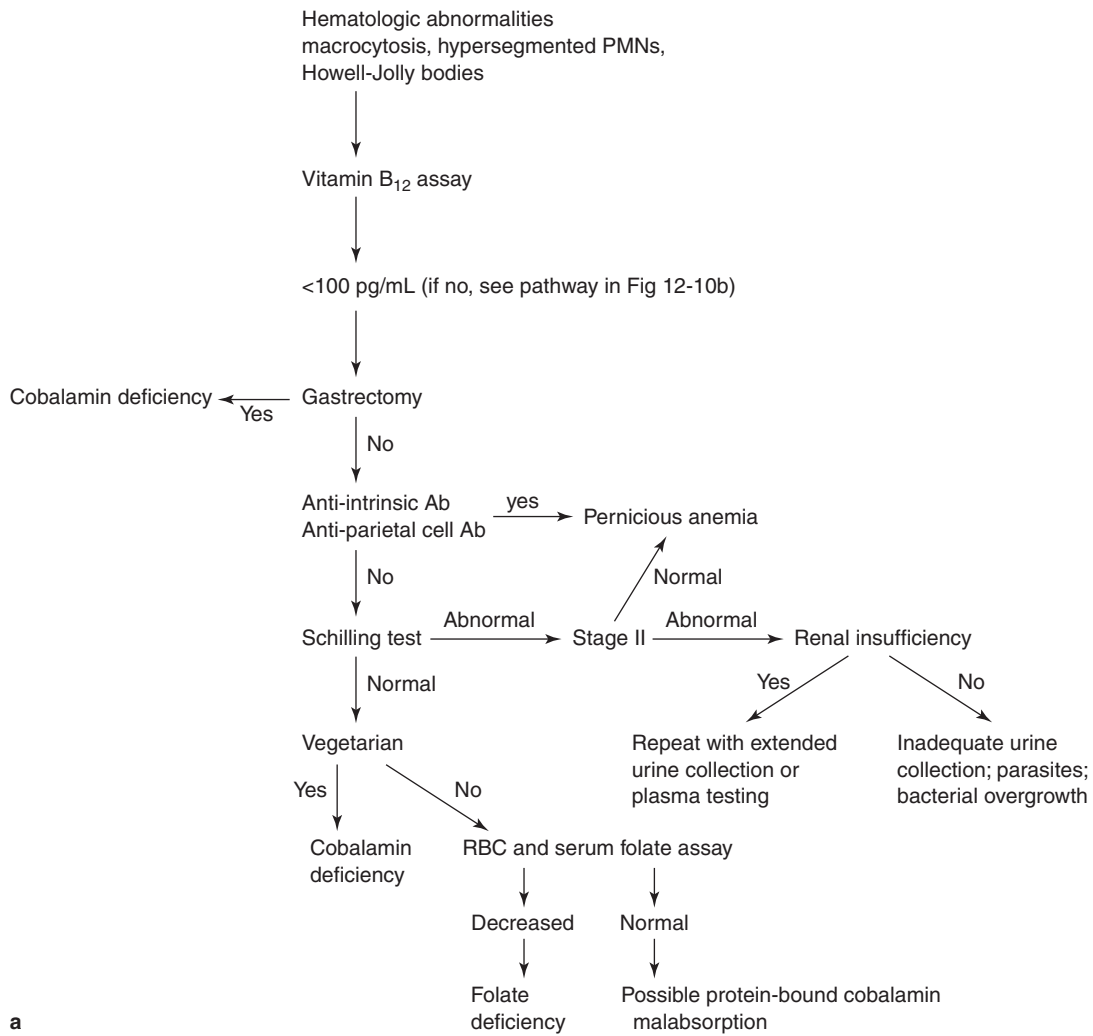 Hematologic abnormalities
macrocytosis, hypersegmented PMNs,
Howell-Jolly bodies
Vitamin B12 assay
<100 pg/mL (if no, see pathway in Fig 12-10b)
Cobalamin deficiency
Yes
Gastrectomy
No
Anti-intrinsic Ab
Anti-parietal cell Ab
yes
Pernicious anemia
No
Normal
Schilling test
Abnormal
Stage II
Abnormal
Renal insufficiency
Normal
Yes
No
Vegetarian
Repeat with extended
urine collection or
plasma testing
Inadequate urine
collection; parasites;
bacterial overgrowth
Yes
No
Cobalamin
deficiency
RBC and serum folate assay
Decreased
Normal
Folate
deficiency
Possible protein-bound cobalamin
malabsorption
a